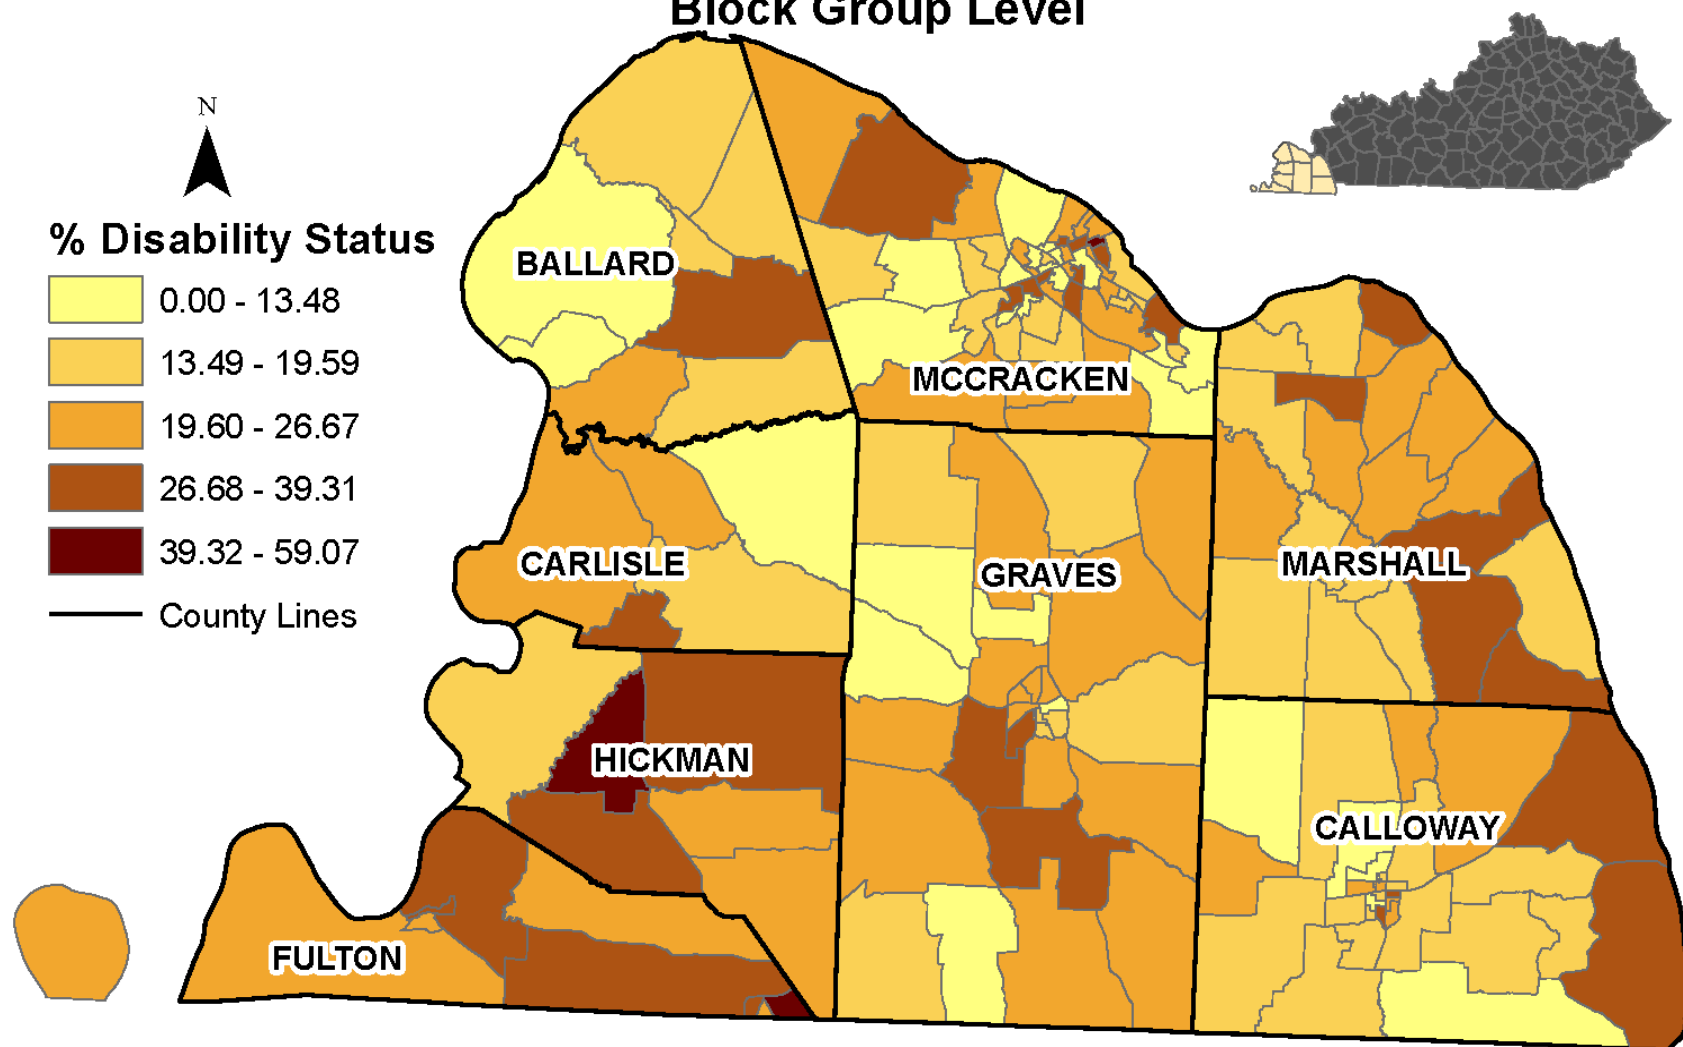 Block Group Level
N
% Disability Status
0.00 - 13.48
13.49 - 19.59
19.60 - 26.67
26.68 - 39.31
39.32 - 59.07
County Lines
BALLARD
MCCRACKEN
CARLISLE
GRAVES
MARSHALL
HICKMAN
CALLOWAY
FULTON